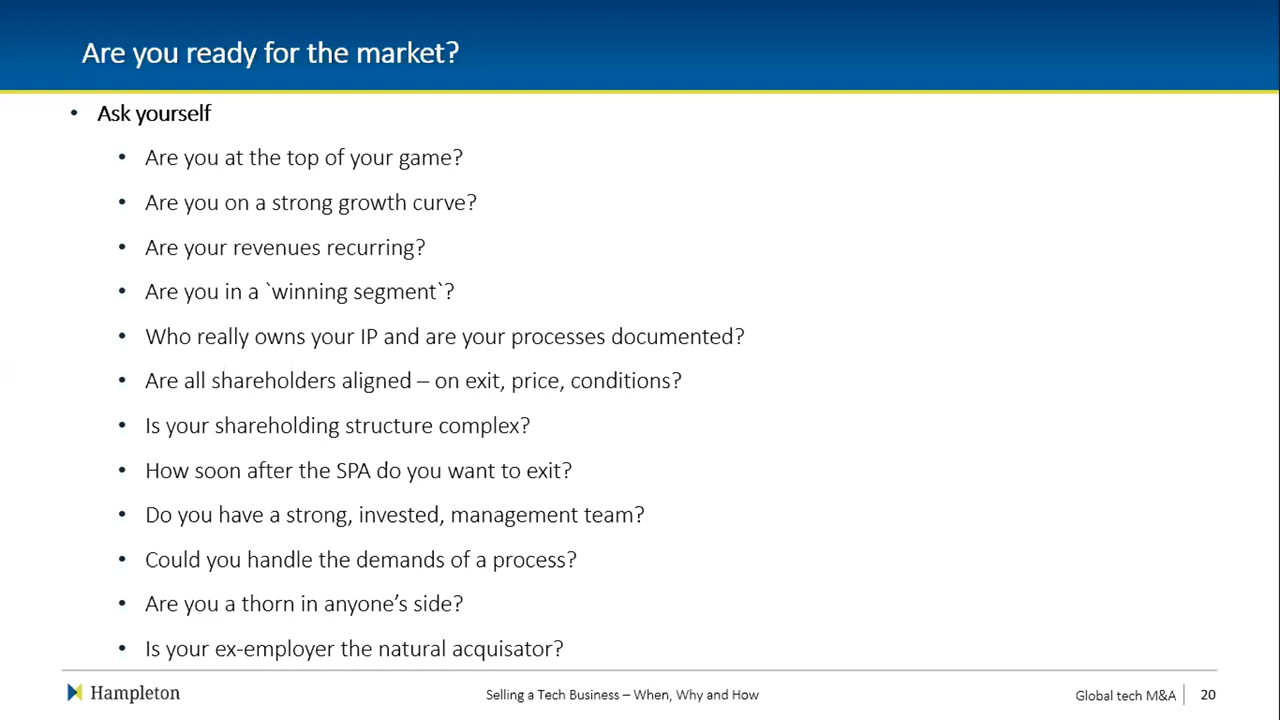 Are you ready for the market?
• Ask yourself
• Are you at the top of your game?
• Are you on a strong growth curve?
• Are your revenues recurring?
• Are you in a `winning segment`?
• Who really owns your IP and are your processes documented?
• Are all shareholders aligned – on exit, price, conditions?
• Is your shareholding structure complex?
• How soon after the SPA do you want to exit?
• Do you have a strong, invested, management team?
• Could you handle the demands of a process?
• Are you a thorn in anyone’s side?
• Is your ex-employer the natural acquisator?
Hampleton
Selling a Tech Business – When, Why and How
Global tech M&A
20